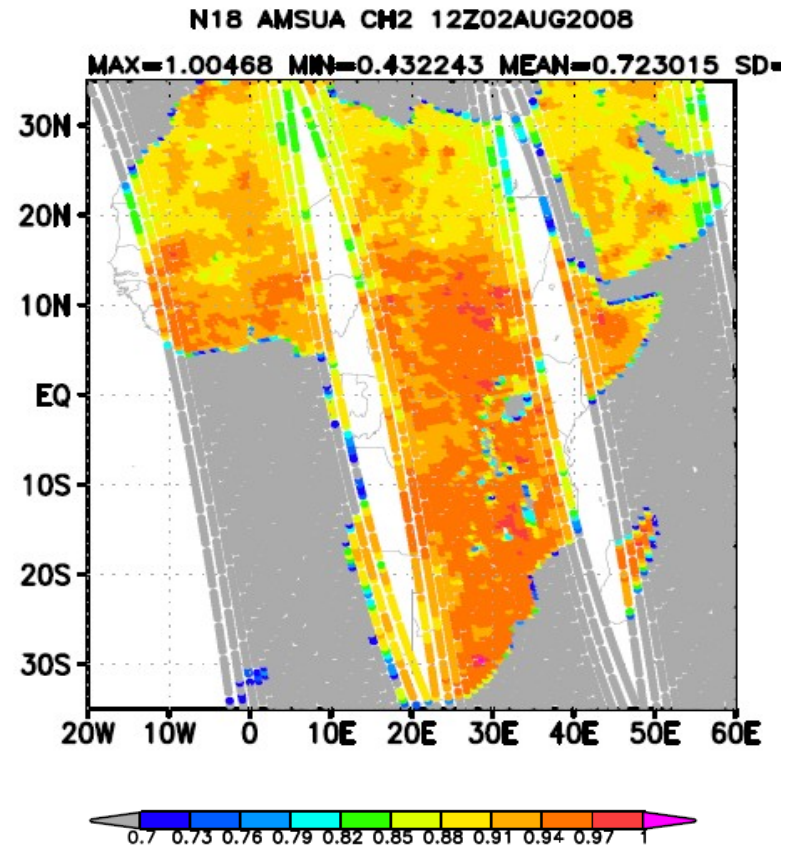 N18 AMSUA CH2 12Z02AUG2008
MAX=1.00468 MIN=0.432243 MEAN=0.723015 SD=
30N
20N
10N
EQ
10S
20S
30S
20W 10W 0 10E 20E 30E 40E 50E 60E
0.7 0.73 0.76 0.79 0.82 0.85 0.88 0.91 0.94 0.97 1